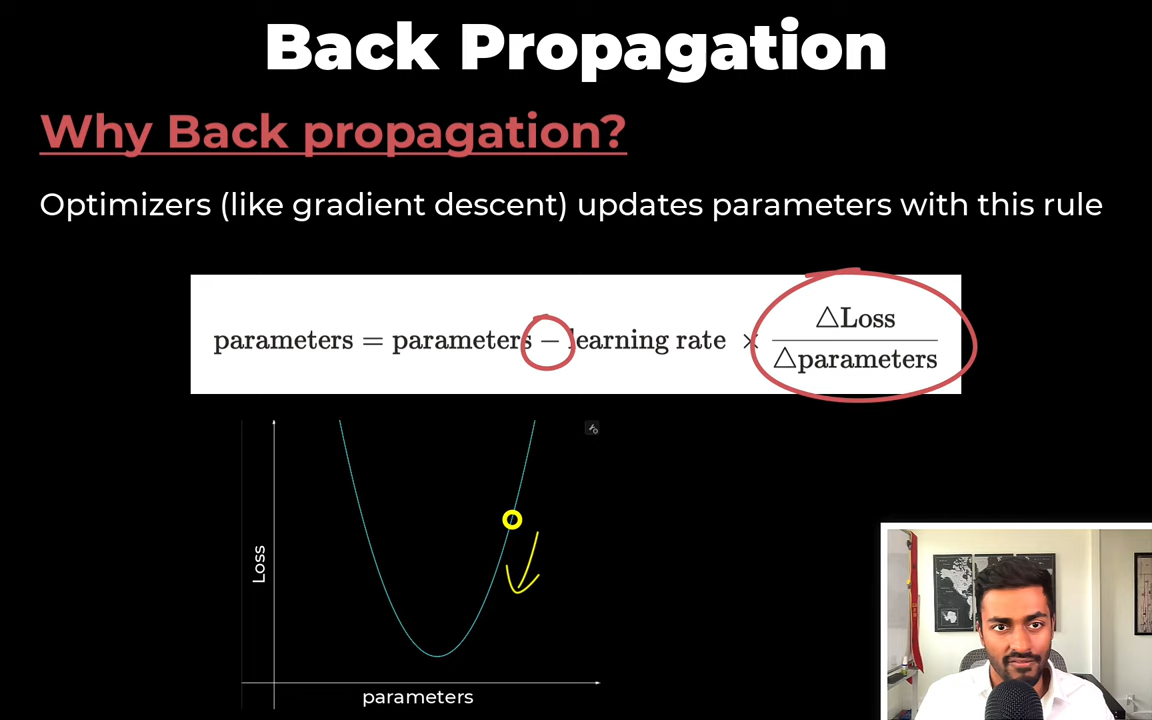 Back Propagation
Why Back propagation?
Optimizers (like gradient descent) updates parameters with this rule
parameters = parameters − learning rate × △Loss / △parameters
Loss
parameters